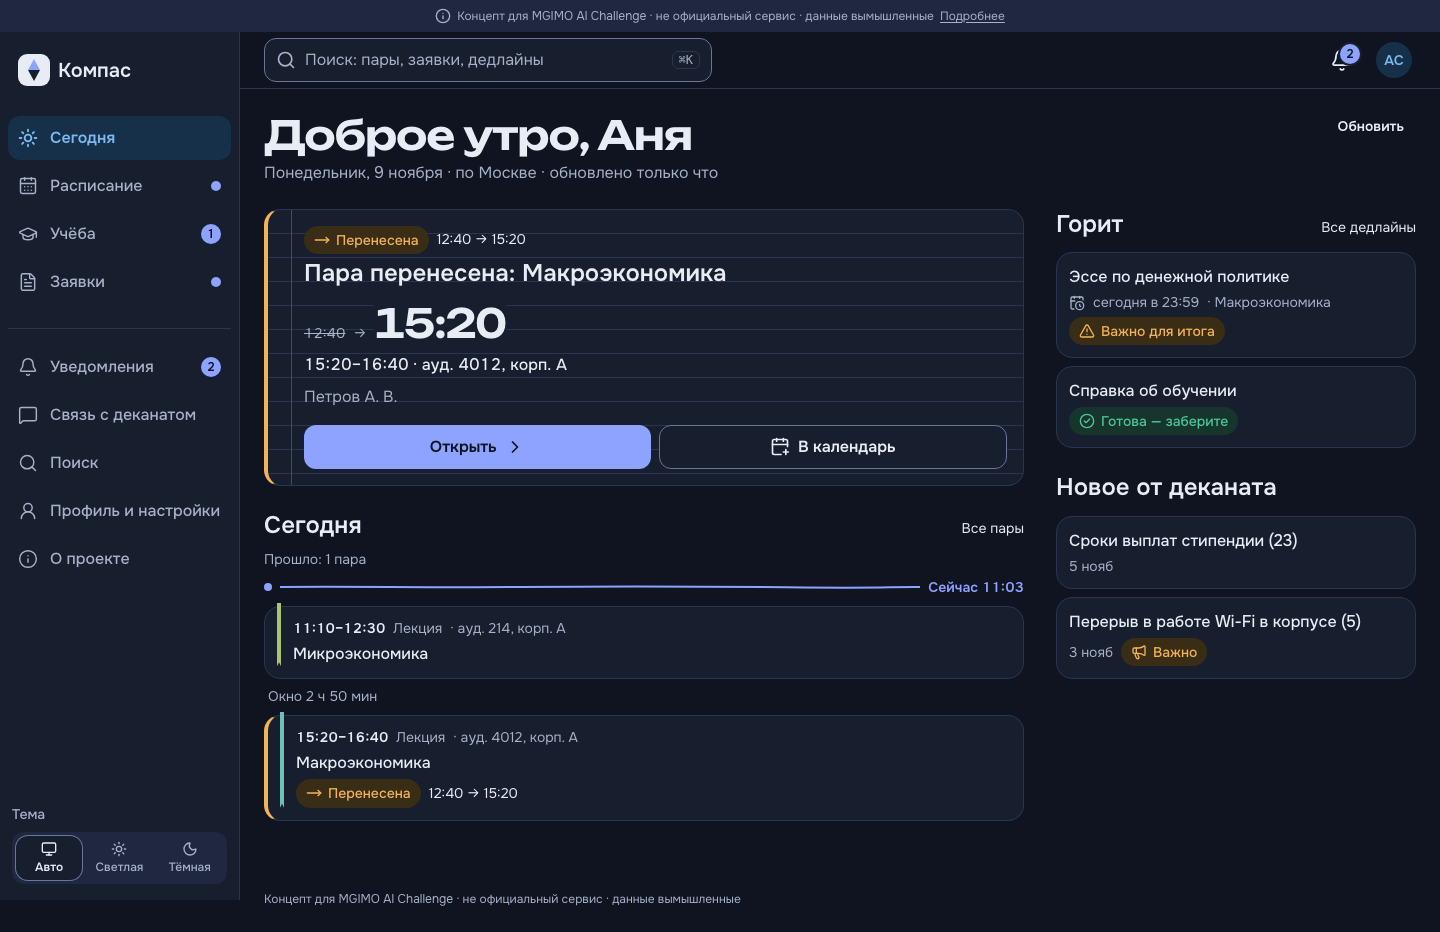 Концепт для MGIMO AI Challenge · не официальный сервис · данные вымышленные Подробнее
Компас
Поиск: пары, заявки, дедлайны ⌘K
2
АС
Сегодня
Расписание
Учёба 1
Заявки
Уведомления 2
Связь с деканатом
Поиск
Профиль и настройки
О проекте
Тема
Авто Светлая Тёмная
Доброе утро, Аня
Обновить
Понедельник, 9 ноября · по Москве · обновлено только что
→ Перенесена 12:40 → 15:20
Пара перенесена: Макроэкономика
12:40 → 15:20
15:20–16:40 · ауд. 4012, корп. А
Петров А. В.
Открыть
В календарь
Сегодня
Все пары
Прошло: 1 пара
Сейчас 11:03
11:10–12:30 Лекция · ауд. 214, корп. А
Микроэкономика
Окно 2 ч 50 мин
15:20–16:40 Лекция · ауд. 4012, корп. А
Макроэкономика
→ Перенесена 12:40 → 15:20
Горит
Все дедлайны
Эссе по денежной политике
сегодня в 23:59 · Макроэкономика
Важно для итога
Справка об обучении
Готова — заберите
Новое от деканата
Сроки выплат стипендии (23)
5 нояб
Перерыв в работе Wi-Fi в корпусе (5)
3 нояб Важно
Концепт для MGIMO AI Challenge · не официальный сервис · данные вымышленные